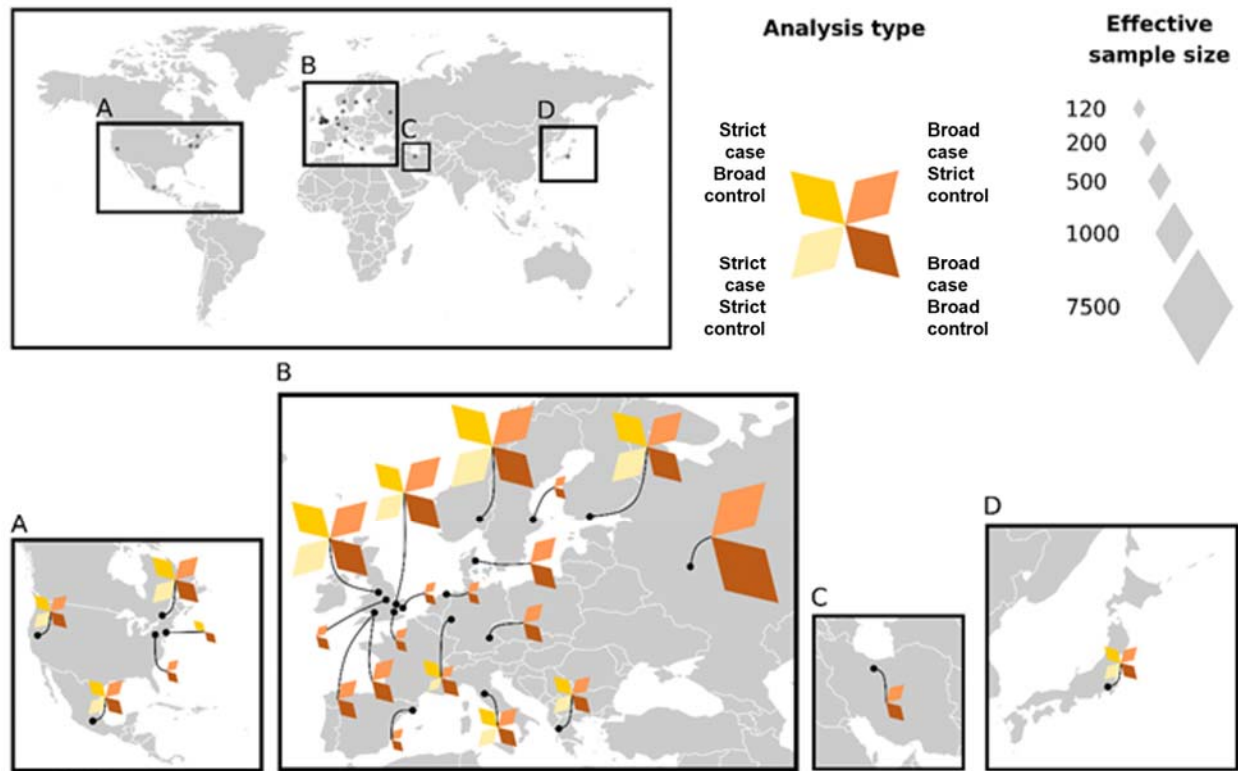 B
A
C
D
Analysis type
Strict
case
Broad
control
Broad
case
Strict
control
Strict
case
Strict
control
Broad
case
Broad
control
Effective
sample size
120
200
500
1000
7500
A
B
C
D